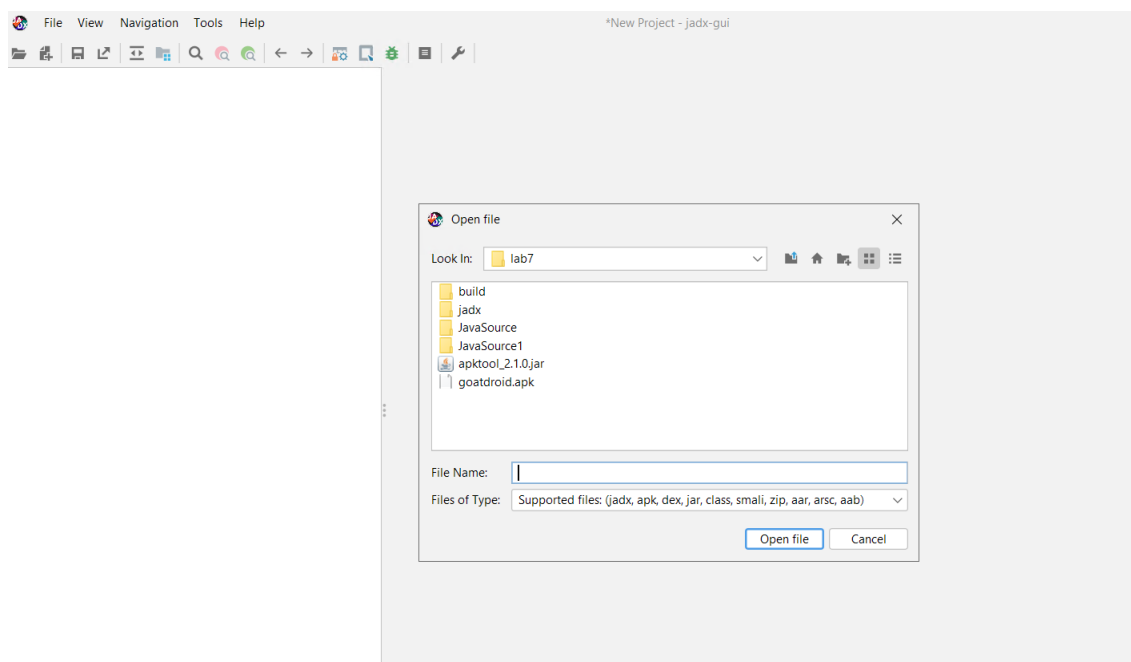 File View Navigation Tools Help *New Project - jadx-gui
Open file
Look In: lab7
build
jadx
JavaSource
JavaSource1
apktool_2.1.0.jar
goatdroid.apk
File Name:
Files of Type: Supported files: (jadx, apk, dex, jar, class, smali, zip, aar, arsc, aab)
Open file Cancel